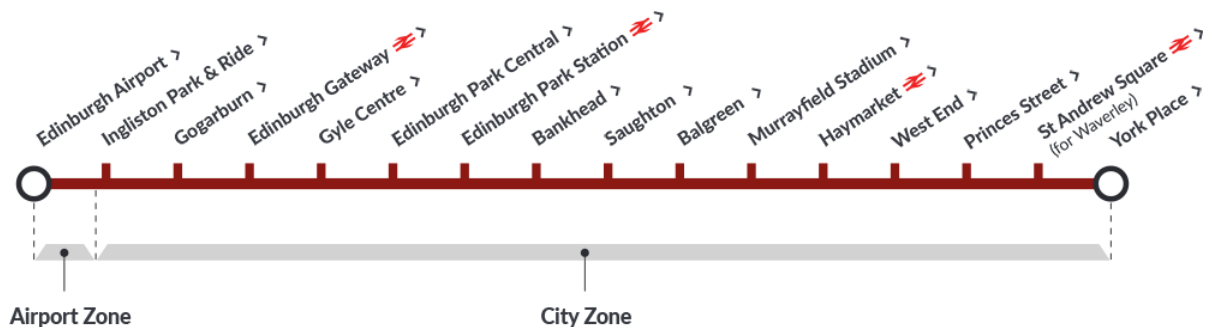 Edinburgh Airport
Ingliston Park & Ride
Gogarburn
Edinburgh Gateway
Gyle Centre
Edinburgh Park Central
Edinburgh Park Station
Bankhead
Saughton
Balgreen
Murrayfield Stadium
Haymarket
West End
Princes Street
St Andrew Square
(for Waverley)
York Place
Airport Zone
City Zone